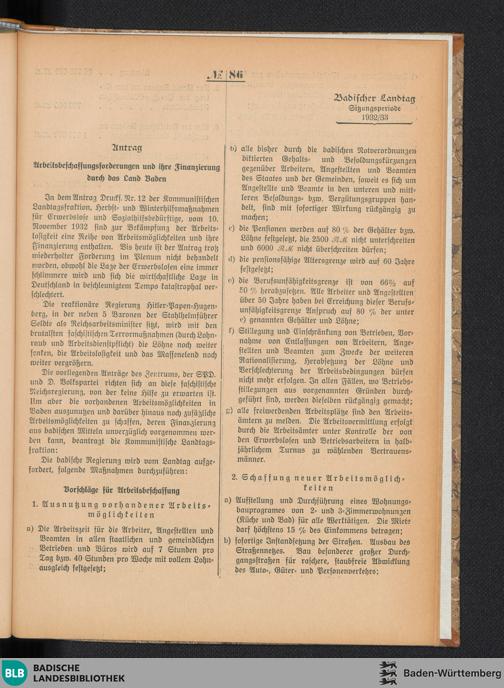 № 86
Badischer Landtag
Sitzungsperiode
1932/33
Antrag
Arbeitsbeschaffungsforderungen und ihre Finanzierung
durch das Land Baden
In dem Antrag Drucks. Nr. 12 der Kommunistischen
Landtagsfraktion, Herbst- und Winterhilfsmaßnahmen
für Erwerbslose und Sozialhilfsbedürftige, vom 10.
November 1932 sind zur Bekämpfung der Arbeits-
losigkeit eine Reihe von Arbeitsmöglichkeiten und ihre
Finanzierung enthalten. Bis heute ist der Antrag trotz
wiederholter Forderung im Plenum nicht behandelt
worden, obwohl die Lage der Erwerbslosen eine immer
schlimmere wird und sich die wirtschaftliche Lage in
Deutschland in beschleunigtem Tempo katastrophal ver-
schlechtert.
Die reaktionäre Regierung Hitler-Papen-Hugen-
berg, in der neben 5 Baronen der Stahlhelmführer
Seldte als Reichsarbeitsminister sitzt, wird mit den
brutalsten faschistischen Terrormaßnahmen (durch Lohn-
raub und Arbeitsdienstpflicht) die Löhne noch weiter
senken, die Arbeitslosigkeit und das Massenelend noch
weiter vergrößern.
Die vorliegenden Anträge des Zentrums, der SPD.
und D. Volkspartei richten sich an diese faschistische
Reichsregierung, von der keine Hilfe zu erwarten ist.
Um aber die vorhandenen Arbeitsmöglichkeiten in
Baden auszunutzen und darüber hinaus noch zusätzliche
Arbeitsmöglichkeiten zu schaffen, deren Finanzierung
aus badischen Mitteln unverzüglich vorgenommen wer-
den kann, beantragt die Kommunistische Landtags-
fraktion:
Die badische Regierung wird vom Landtag aufge-
fordert, folgende Maßnahmen durchzuführen:
Vorschläge für Arbeitsbeschaffung
1. Ausnutzung vorhandener Arbeits-
möglichkeiten
a) Die Arbeitszeit für die Arbeiter, Angestellten und
Beamten in allen staatlichen und gemeindlichen
Betrieben und Büros wird auf 7 Stunden pro
Tag bzw. 40 Stunden pro Woche mit vollem Lohn-
ausgleich festgesetzt;
b) alle bisher durch die badischen Notverordnungen
diktierten Gehalts- und Besoldungskürzungen
gegenüber Arbeitern, Angestellten und Beamten
des Staates und der Gemeinden, soweit es sich um
Angestellte und Beamte in den unteren und mitt-
leren Besoldungs- bzw. Vergütungsgruppen han-
delt, sind mit sofortiger Wirkung rückgängig zu
machen;
c) die Pensionen werden auf 80 % der Gehälter bzw.
Löhne festgesetzt, die 2500 RM nicht unterschreiten
und 6000 RM nicht überschreiten dürfen;
d) die pensionsfähige Altersgrenze wird auf 60 Jahre
festgesetzt;
e) die Berufsunfähigkeitsgrenze ist von 66⅔ auf
50 % herabzusetzen. Alle Arbeiter und Angestellten
über 50 Jahre haben bei Erreichung dieser Berufs-
unfähigkeitsgrenze Anspruch auf 80 % der unter
c) genannten Gehälter und Löhne;
f) Stillegung und Einschränkung von Betrieben, Vor-
nahme von Entlassungen von Arbeitern, Ange-
stellten und Beamten zum Zwecke der weiteren
Rationalisierung, Herabsetzung der Löhne und
Verschlechterung der Arbeitsbedingungen dürfen
nicht mehr erfolgen. In allen Fällen, wo Betriebs-
stillegungen aus vorgenannten Gründen durch-
geführt sind, werden dieselben rückgängig gemacht;
g) alle freiwerdenden Arbeitsplätze sind den Arbeits-
ämtern zu melden. Die Arbeitsvermittlung erfolgt
durch die Arbeitsämter unter Kontrolle der von
den Erwerbslosen und Betriebsarbeitern in halb-
jährlichem Turnus zu wählenden Vertrauens-
männer.
2. Schaffung neuer Arbeitsmöglich-
keiten
a) Aufstellung und Durchführung eines Wohnungs-
bauprogramms von 2- und 3-Zimmerwohnungen
(Küche und Bad) für alle Werktätigen. Die Miete
darf höchstens 15 % des Einkommens betragen;
b) sofortige Instandsetzung der Straßen. Ausbau des
Straßennetzes. Bau besonderer großer Durch-
gangsstraßen für raschere, staubfreie Abwicklung
des Auto-, Güter- und Personenverkehrs;
BLB
BADISCHE
LANDESBIBLIOTHEK
Baden-Württemberg